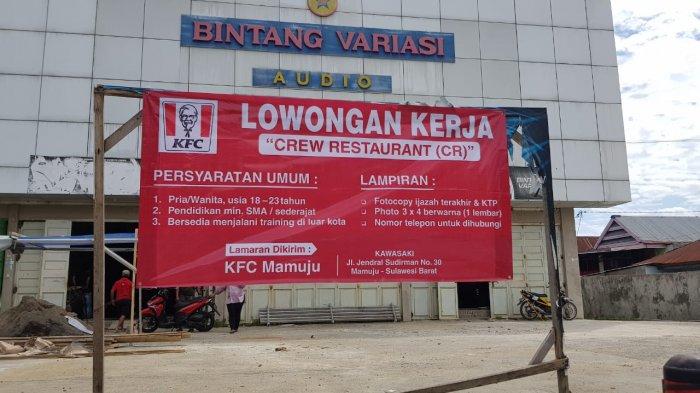 BINTANG VARIASI
AUDIO
KFC
LOWONGAN KERJA
"CREW RESTAURANT (CR)"
PERSYARATAN UMUM :
1. Pria/Wanita, usia 18 – 23 tahun
2. Pendidikan min. SMA / sederajat
3. Bersedia menjalani training di luar kota
LAMPIRAN :
Fotocopy ijazah terakhir & KTP
Photo 3 x 4 berwarna (1 lembar)
Nomor telepon untuk dihubungi
Lamaran Dikirim :
KFC Mamuju
KAWASAKI
Jl. Jendral Sudirman No. 30
Mamuju - Sulawesi Barat